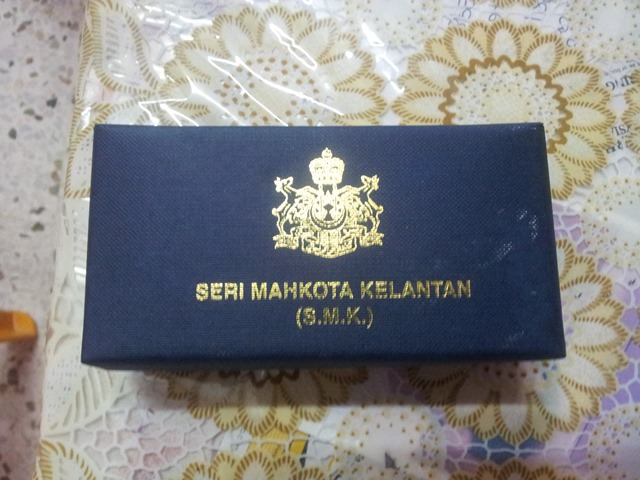 SERI MAHKOTA KELANTAN
(S.M.K.)